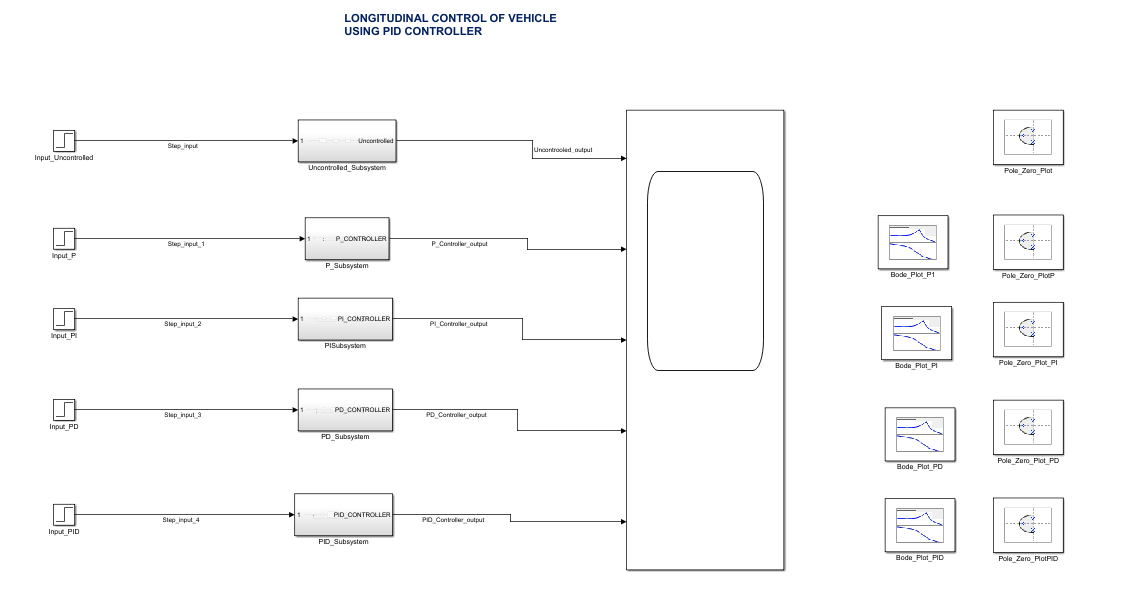 LONGITUDINAL CONTROL OF VEHICLE
USING PID CONTROLLER
Input_Uncontrolled
Step_input
1
Uncontrolled
Uncontrolled_Subsystem
Uncontrooled_output
Pole_Zero_Plot
Input_P
Step_input_1
1
P_CONTROLLER
P_Subsystem
P_Controller_output
Bode_Plot_P1
Pole_Zero_PlotP
Input_PI
Step_input_2
1
PI_CONTROLLER
PISubsystem
PI_Controller_output
Bode_Plot_PI
Pole_Zero_Plot_PI
Input_PD
Step_input_3
1
PD_CONTROLLER
PD_Subsystem
PD_Controller_output
Bode_Plot_PD
Pole_Zero_Plot_PD
Input_PID
Step_input_4
1
PID_CONTROLLER
PID_Subsystem
PID_Controller_output
Bode_Plot_PID
Pole_Zero_PlotPID